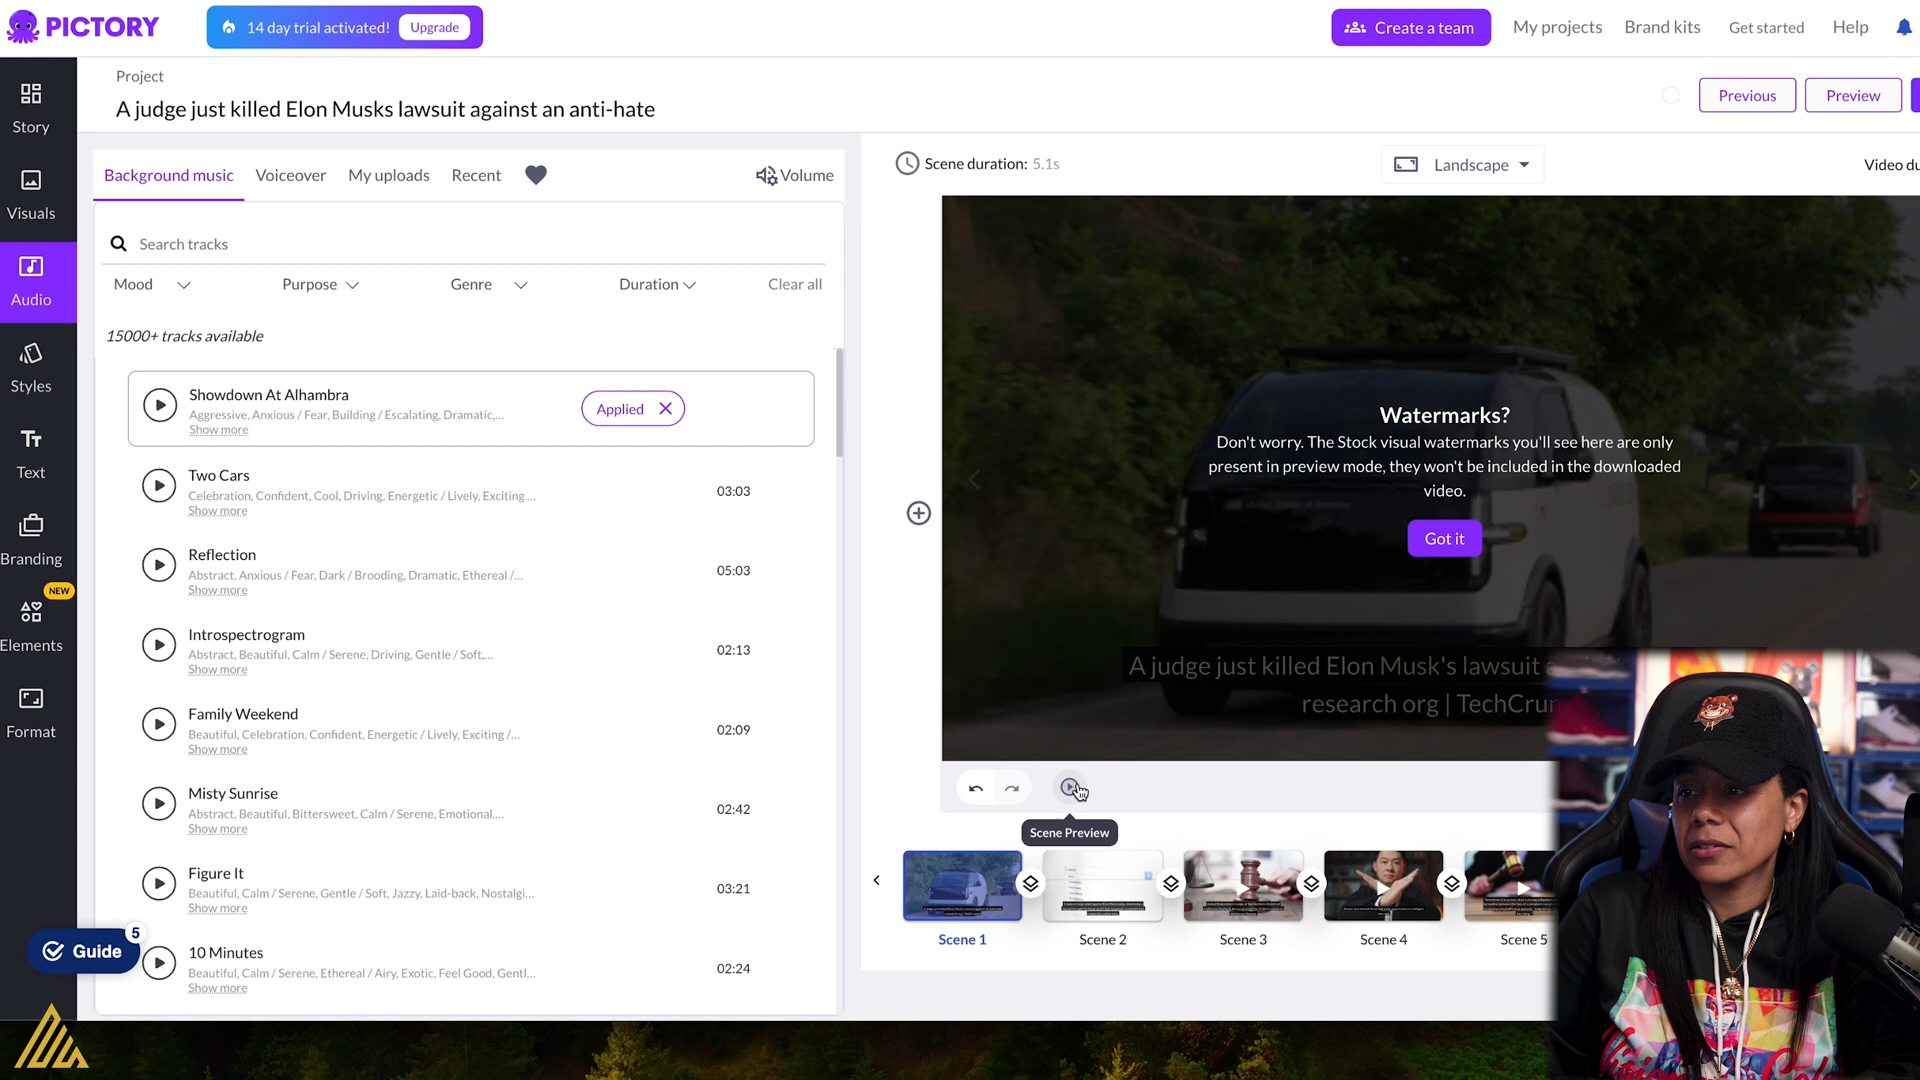 PICTORY
14 day trial activated!
Upgrade
Create a team
My projects
Brand kits
Get started
Help
Project
A judge just killed Elon Musks lawsuit against an anti-hate
Previous
Preview
Story
Visuals
Audio
Styles
Text
Branding
NEW
Elements
Format
Guide
5
Background music
Voiceover
My uploads
Recent
Volume
Search tracks
Mood
Purpose
Genre
Duration
Clear all
15000+ tracks available
Showdown At Alhambra
Aggressive, Anxious / Fear, Building / Escalating, Dramatic,...
Show more
Applied
Two Cars
Celebration, Confident, Cool, Driving, Energetic / Lively, Exciting ...
Show more
03:03
Reflection
Abstract, Anxious / Fear, Dark / Brooding, Dramatic, Ethereal /...
Show more
05:03
Introspectrogram
Abstract, Beautiful, Calm / Serene, Driving, Gentle / Soft,...
Show more
02:13
Family Weekend
Beautiful, Celebration, Confident, Energetic / Lively, Exciting /...
Show more
02:09
Misty Sunrise
Abstract, Beautiful, Bittersweet, Calm / Serene, Emotional,...
Show more
02:42
Figure It
Beautiful, Calm / Serene, Gentle / Soft, Jazzy, Laid-back, Nostalgi...
Show more
03:21
10 Minutes
Beautiful, Calm / Serene, Ethereal / Airy, Exotic, Feel Good, Gentl...
Show more
02:24
Scene duration: 5.1s
Landscape
Video du
Watermarks?
Don't worry. The Stock visual watermarks you'll see here are only
present in preview mode, they won't be included in the downloaded
video.
Got it
A judge just killed Elon Musk's lawsuit
research org | TechCrun
Scene Preview
Scene 1
Scene 2
Scene 3
Scene 4
Scene 5